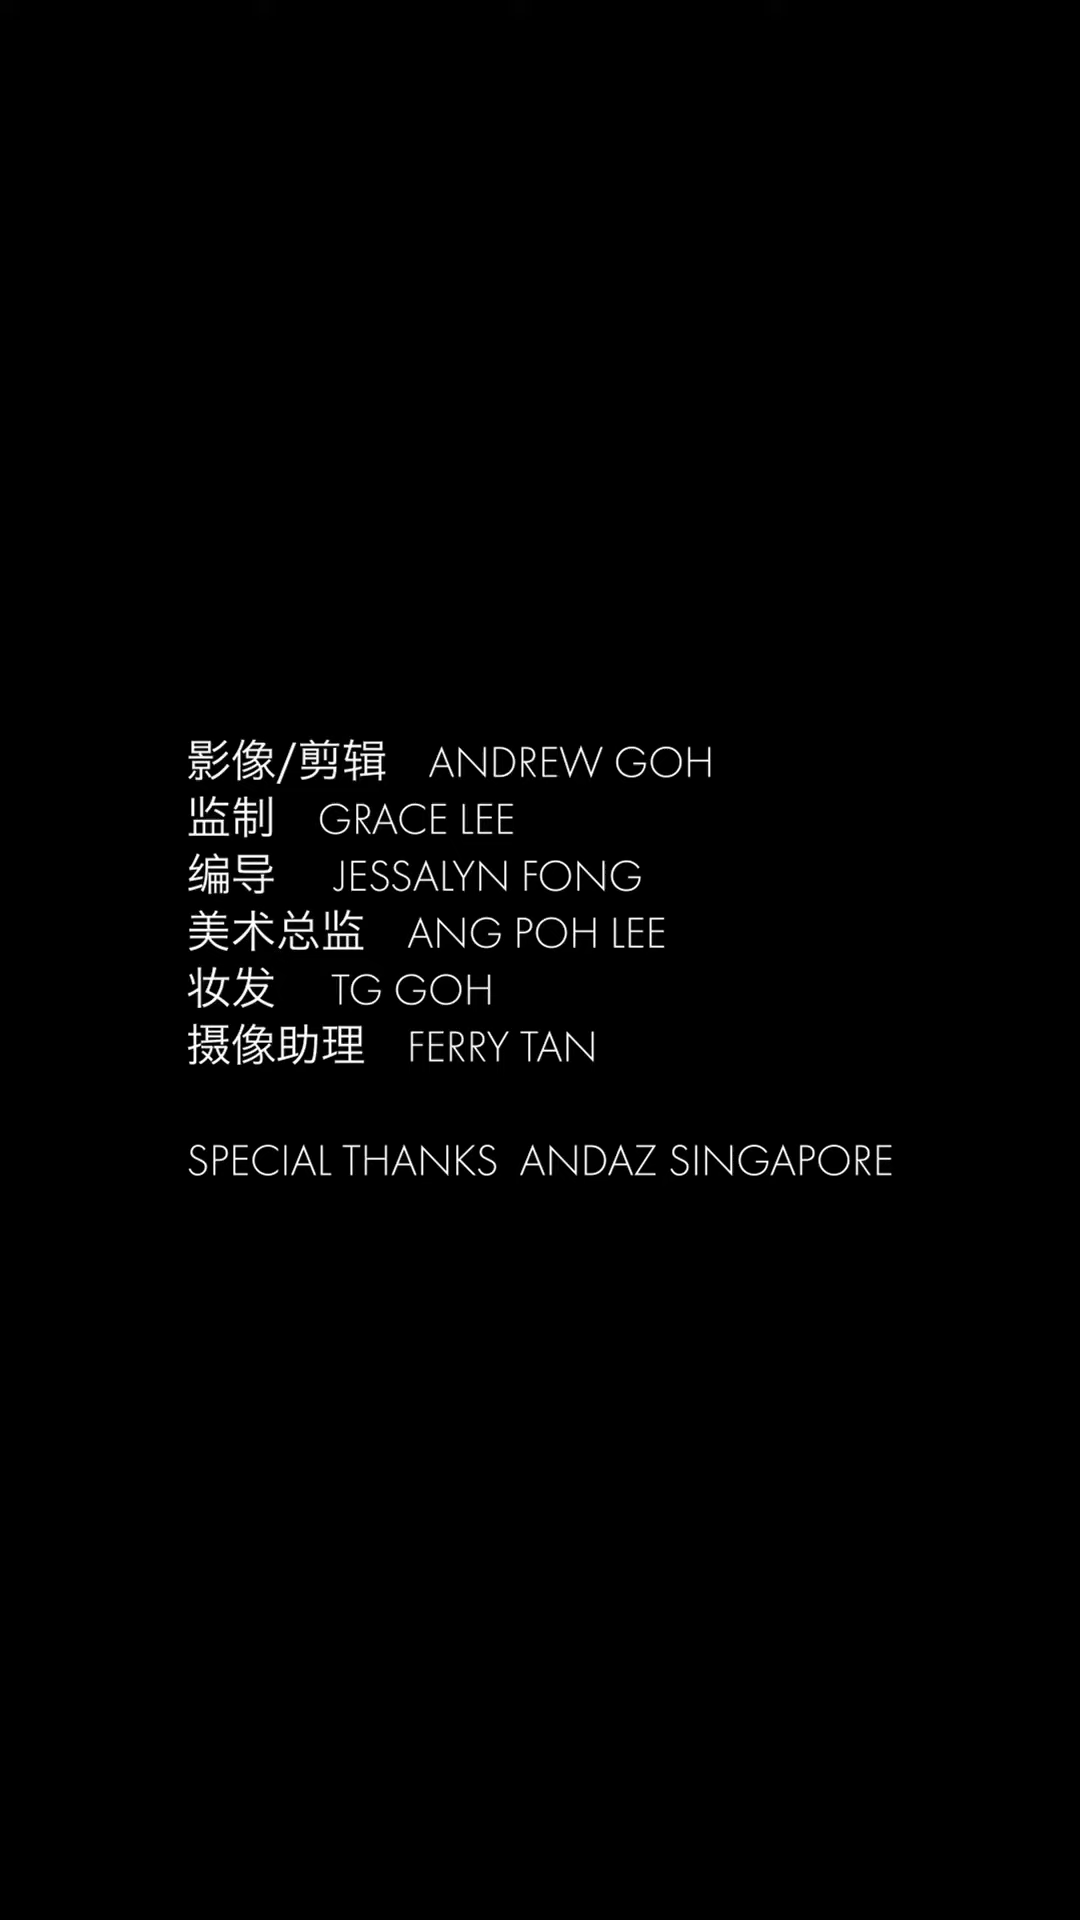 影像/剪辑 ANDREW GOH
监制 GRACE LEE
编导 JESSALYN FONG
美术总监 ANG POH LEE
妆发 TG GOH
摄像助理 FERRY TAN
SPECIAL THANKS ANDAZ SINGAPORE